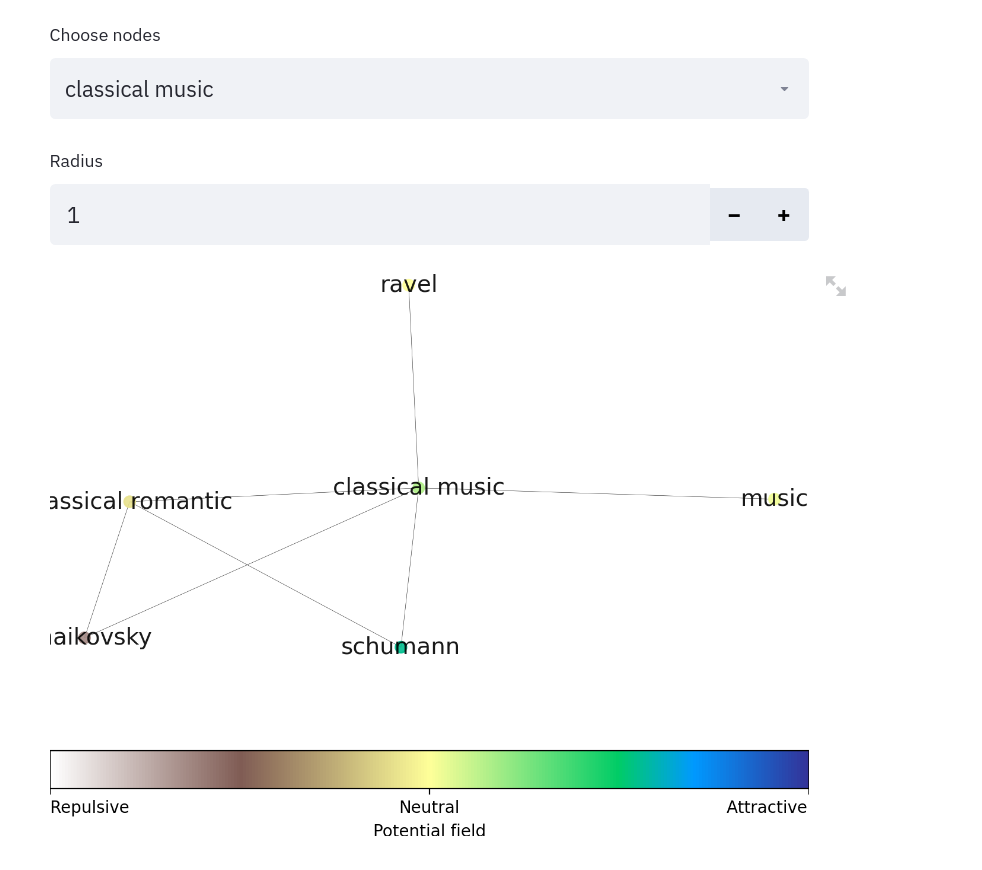 Choose nodes
classical music
Radius
1
− +
ravel
classical music
assical romantic
music
aikovsky
schumann
Repulsive Neutral Attractive
Potential field